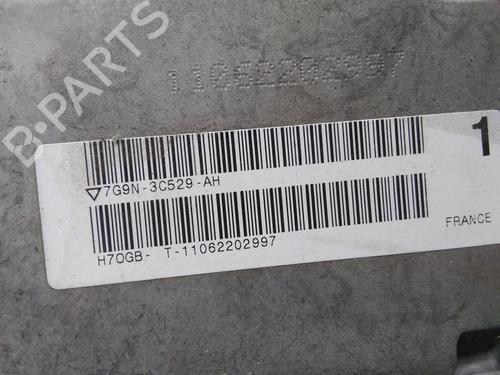 11062202997
B-PARTS
1
▽7G9N-3C529-AH
H7OGB- T-11062202997
FRANCE